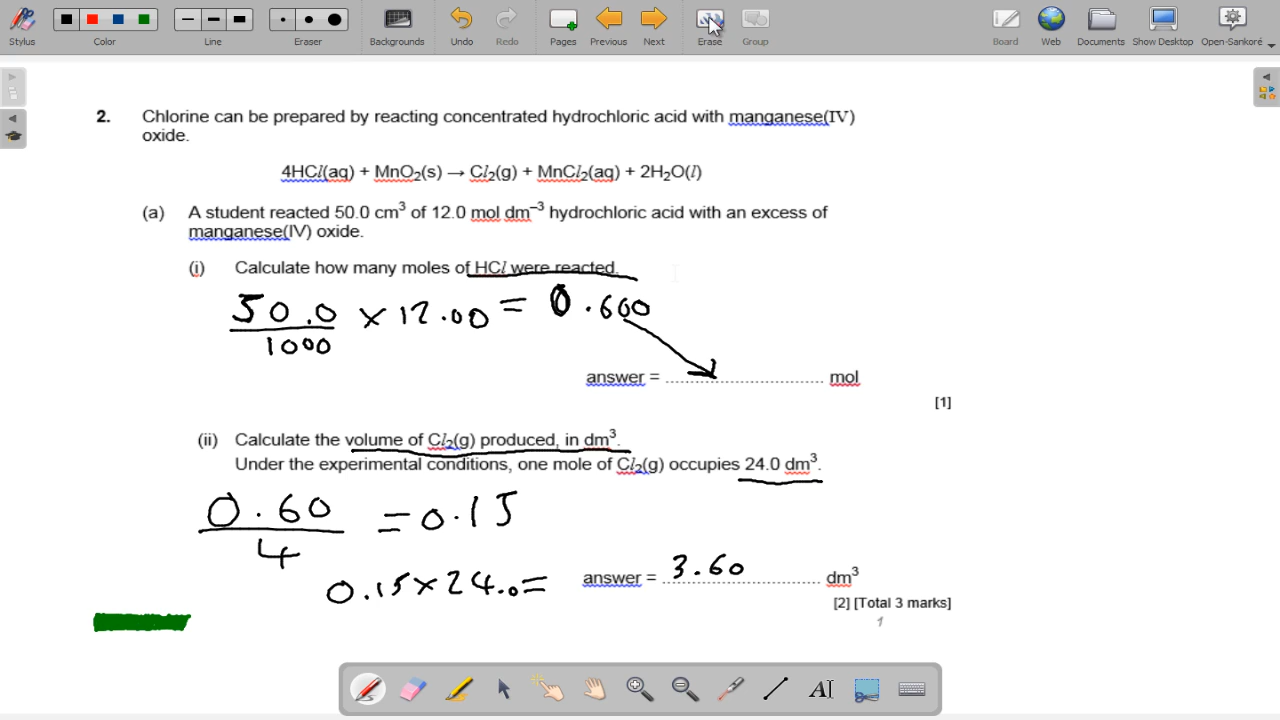 Stylus Color Line Eraser Backgrounds Undo Redo Pages Previous Next Erase Group Board Web Documents Show Desktop Open-Sankoré
2. Chlorine can be prepared by reacting concentrated hydrochloric acid with manganese(IV)
oxide.
4HCl(aq) + MnO₂(s) → Cl₂(g) + MnCl₂(aq) + 2H₂O(l)
(a) A student reacted 50.0 cm³ of 12.0 mol dm⁻³ hydrochloric acid with an excess of
manganese(IV) oxide.
(i) Calculate how many moles of HCl were reacted.
50.0 × 12.00 = 0.600
1000
answer = ................................ mol
[1]
(ii) Calculate the volume of Cl₂(g) produced, in dm³.
Under the experimental conditions, one mole of Cl₂(g) occupies 24.0 dm³.
0.60 = 0.15
4
0.15 × 24.0 =
answer = 3.60 dm³
[2] [Total 3 marks]
1